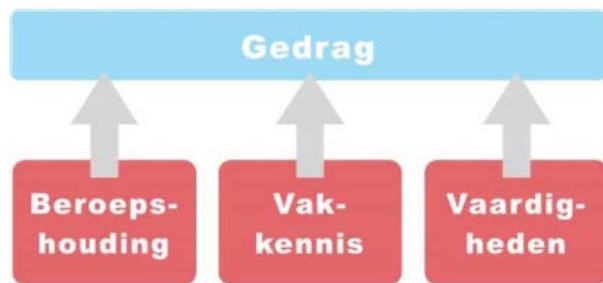 Gedrag
Beroeps-
houding
Vak-
kennis
Vaardig-
heden